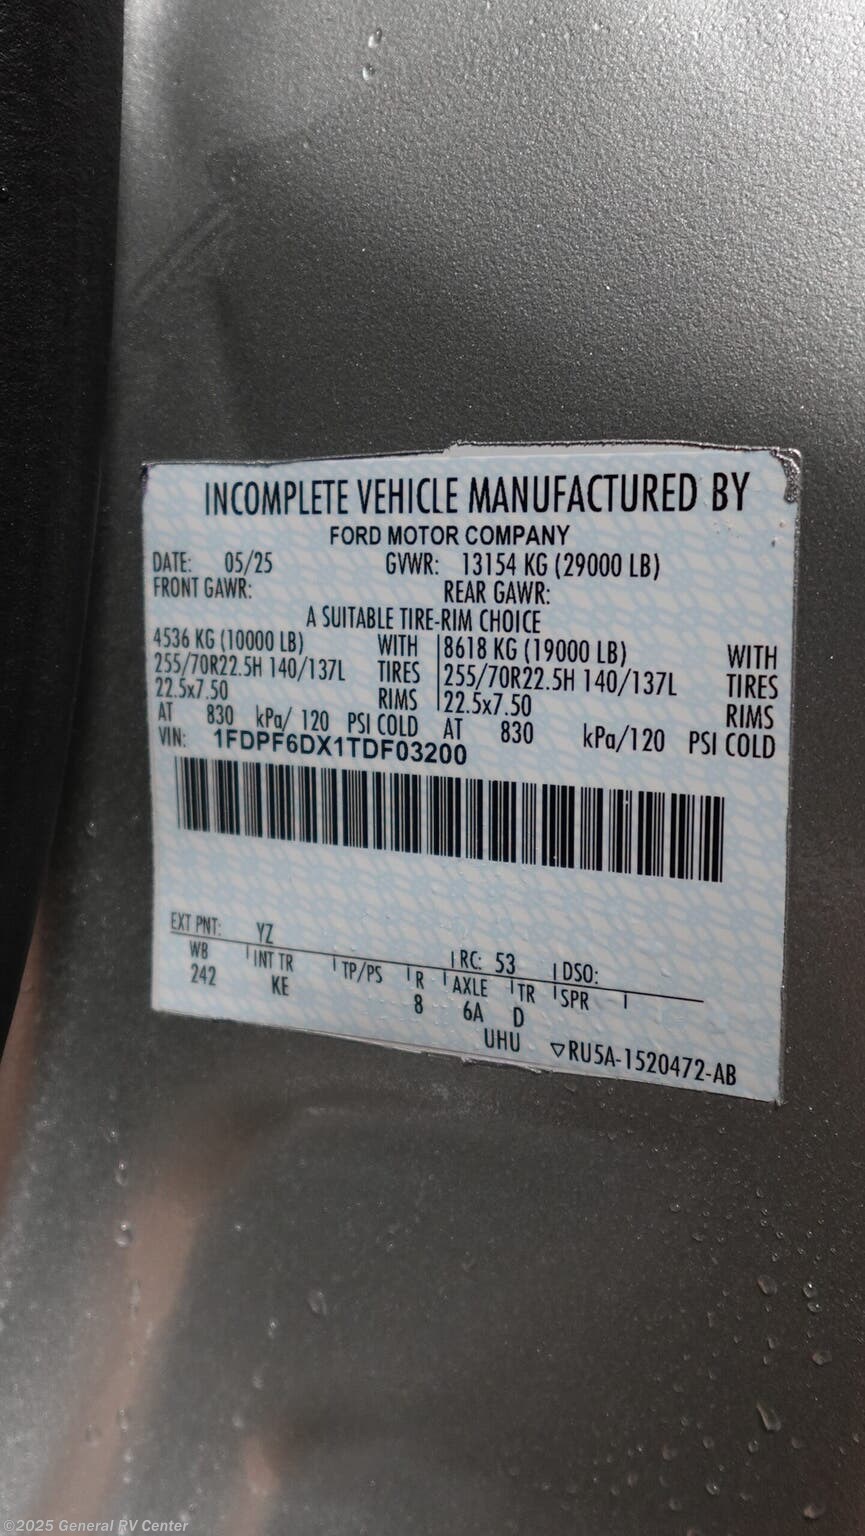 INCOMPLETE VEHICLE MANUFACTURED BY
FORD MOTOR COMPANY
DATE: 05/25 GVWR: 13154 KG (29000 LB)
FRONT GAWR: REAR GAWR:
A SUITABLE TIRE-RIM CHOICE
4536 KG (10000 LB) WITH 8618 KG (19000 LB) WITH
255/70R22.5H 140/137L TIRES 255/70R22.5H 140/137L TIRES
22.5x7.50 RIMS 22.5x7.50 RIMS
AT 830 kPa/ 120 PSI COLD AT 830 kPa/120 PSI COLD
VIN: 1FDPF6DX1TDF03200
EXT PNT: YZ RC: 53 DSO:
WB INT TR TP/PS R AXLE TR SPR
242 KE 8 6A D
UHU ▽RU5A-1520472-AB
©2025 General RV Center